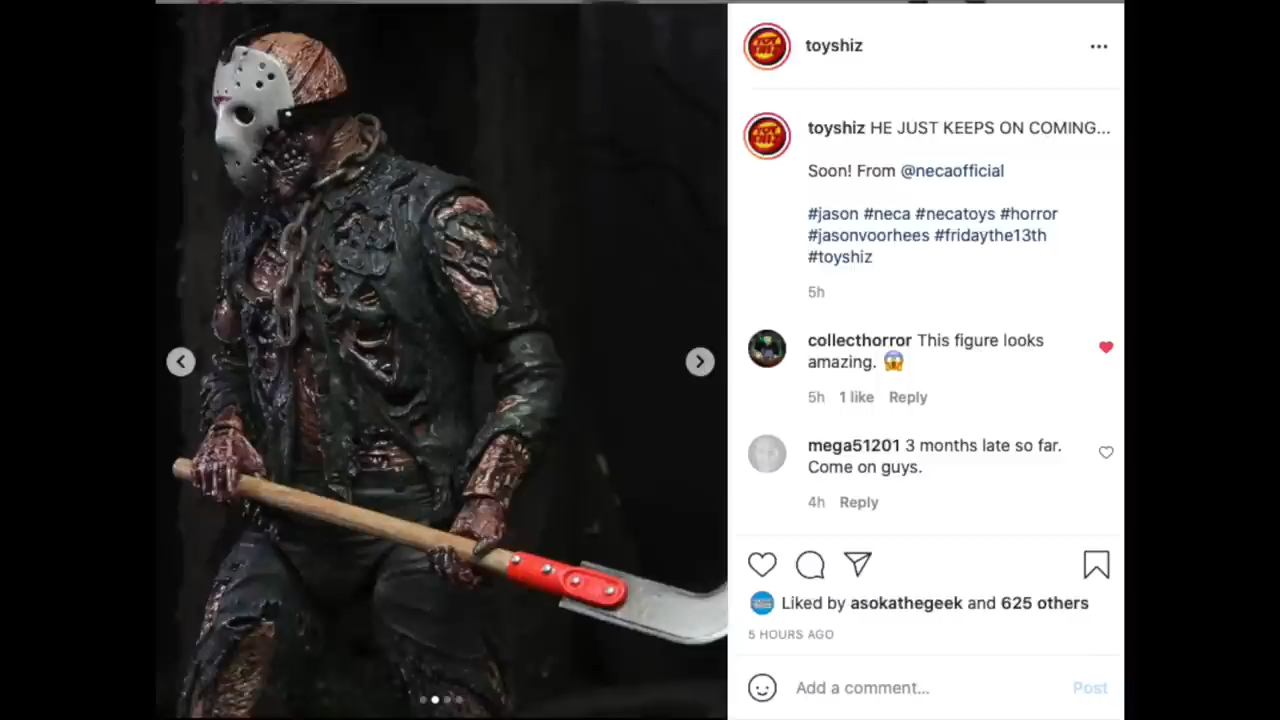 toyshiz
toyshiz HE JUST KEEPS ON COMING...
Soon! From @necaofficial
#jason #neca #necatoys #horror
#jasonvoorhees #fridaythe13th
#toyshiz
5h
collecthorror This figure looks
amazing. 😱
5h 1 like Reply
mega51201 3 months late so far.
Come on guys.
4h Reply
Liked by asokathegeek and 625 others
5 HOURS AGO
Add a comment... Post